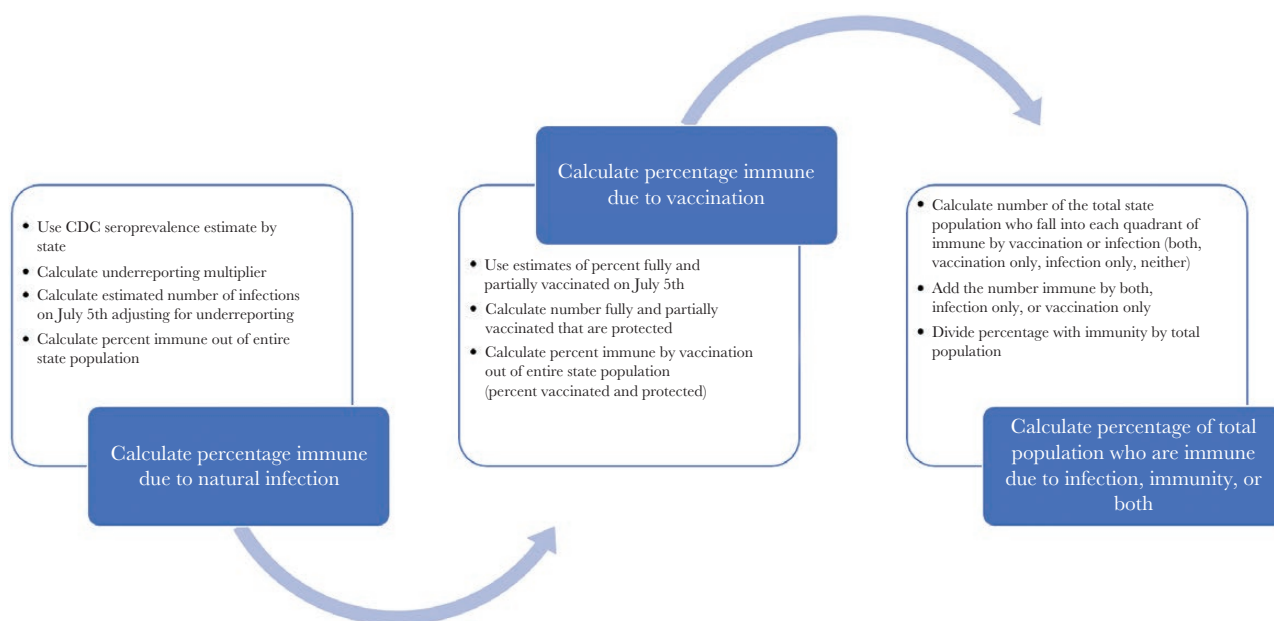 • Use CDC seroprevalence estimate by
state
• Calculate underreporting multiplier
• Calculate estimated number of infections
on July 5th adjusting for underreporting
• Calculate percent immune out of entire
state population
Calculate percentage immune
due to natural infection
Calculate percentage immune
due to vaccination
• Use estimates of percent fully and
partially vaccinated on July 5th
• Calculate number fully and partially
vaccinated that are protected
• Calculate percent immune by vaccination
out of entire state population
(percent vaccinated and protected)
• Calculate number of the total state
population who fall into each quadrant of
immune by vaccination or infection (both,
vaccination only, infection only, neither)
• Add the number immune by both,
infection only, or vaccination only
• Divide percentage with immunity by total
population
Calculate percentage of total
population who are immune
due to infection, immunity, or
both